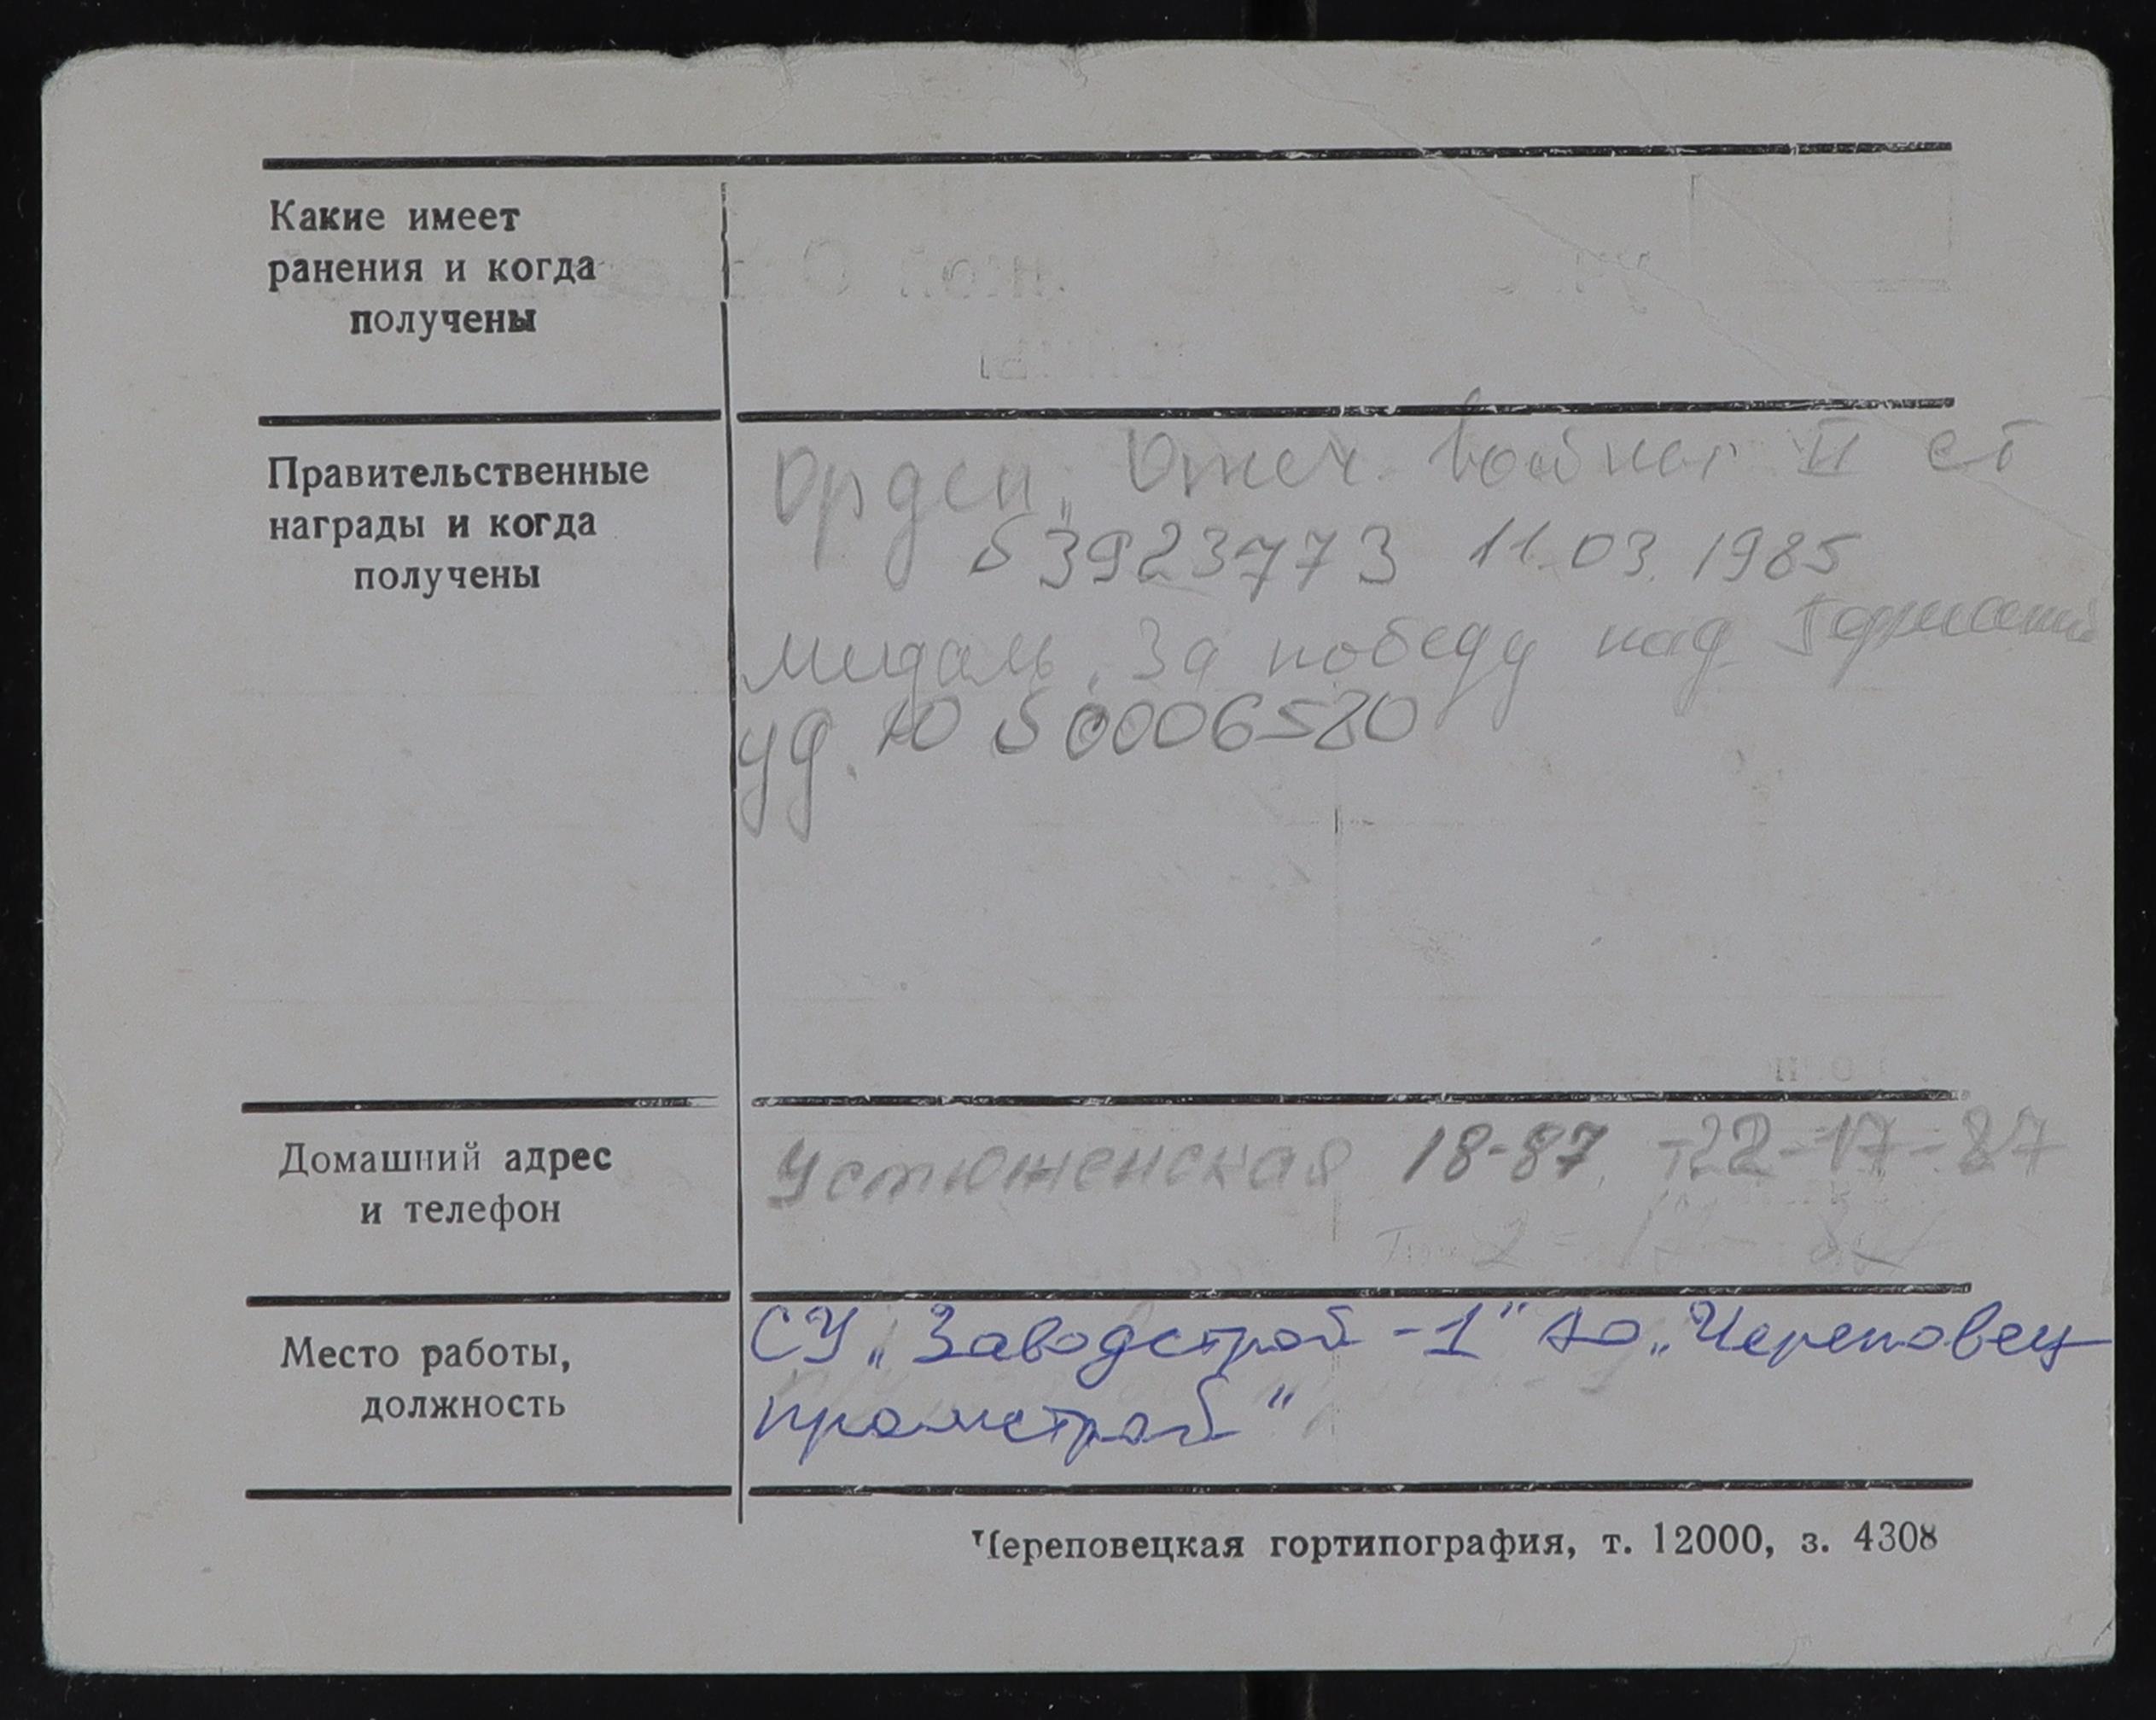 Какие имеет
ранения и когда
получены
Правительственные
награды и когда
получены
Орден „Отеч. войны II ст
Б 3923773 11.03.1985
Медаль „За победу над Германией
уд. Ю Б 0006580
Домашний адрес
и телефон
Устюженская 18-87, т 22-17-87
Место работы,
должность
СУ „Заводстрой-1" АО „Череповец
промстрой"
Череповецкая гортипография, т. 12000, з. 4308